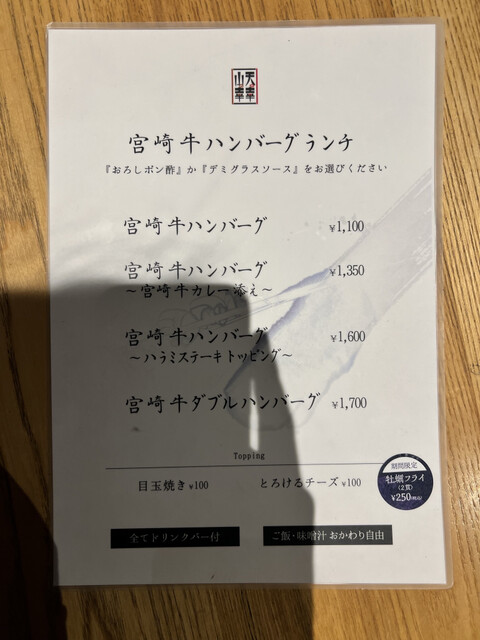 天幸
山幸
宮崎牛ハンバーグランチ
『おろしポン酢』か『デミグラスソース』をお選びください
宮崎牛ハンバーグ ¥1,100
宮崎牛ハンバーグ ¥1,350
～宮崎牛カレー添え～
宮崎牛ハンバーグ ¥1,600
～ハラミステーキトッピング～
宮崎牛ダブルハンバーグ ¥1,700
Topping
目玉焼き ¥100 とろけるチーズ ¥100
期間限定
牡蠣フライ
(2貫)
¥250(税込)
全てドリンクバー付 ご飯・味噌汁 おかわり自由